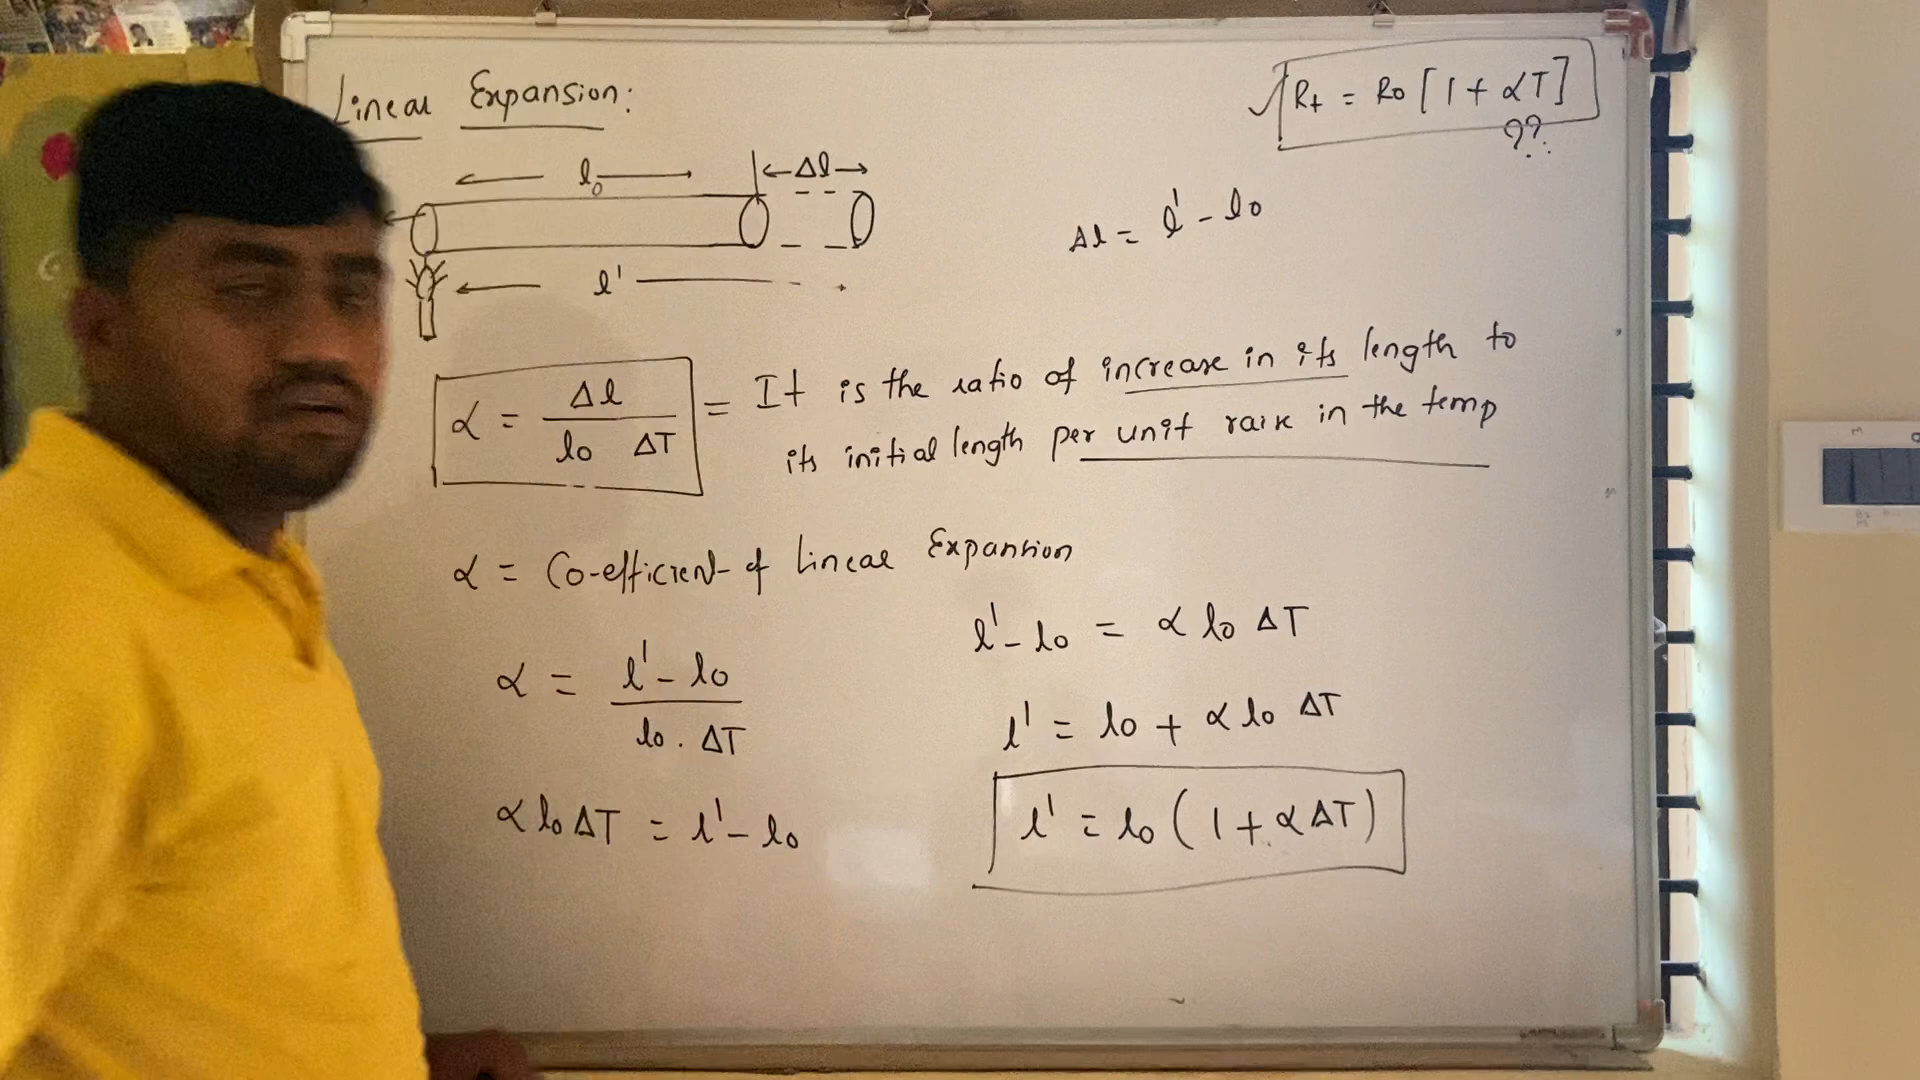 Linear Expansion:
Rt = R0 [1 + αT]
??
l0
Δl
Δl = l' - l0
l'
α = Δl / l0 ΔT = It is the ratio of increase in its length to
its initial length per unit raise in the temp
α = Co-efficient of Linear Expansion
α = l' - l0 / l0 . ΔT
α l0 ΔT = l' - l0
l' - l0 = α l0 ΔT
l' = l0 + α l0 ΔT
l' = l0 (1 + α ΔT)